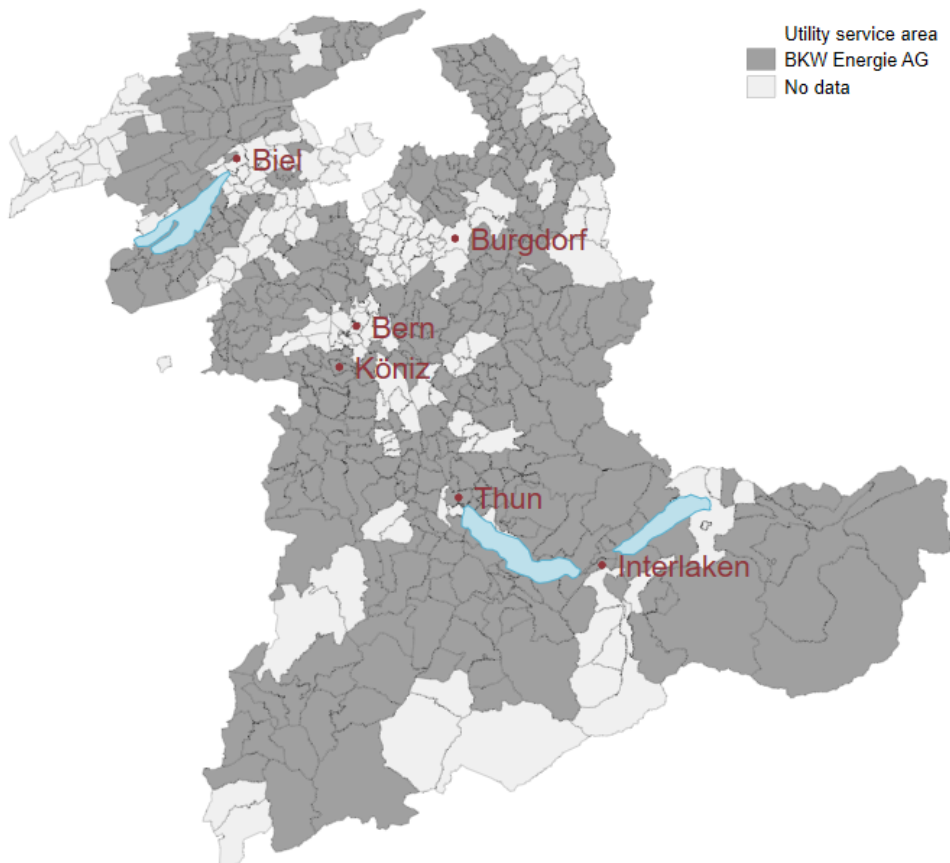 Utility service area
BKW Energie AG
No data
Biel
Burgdorf
Bern
Köniz
Thun
Interlaken